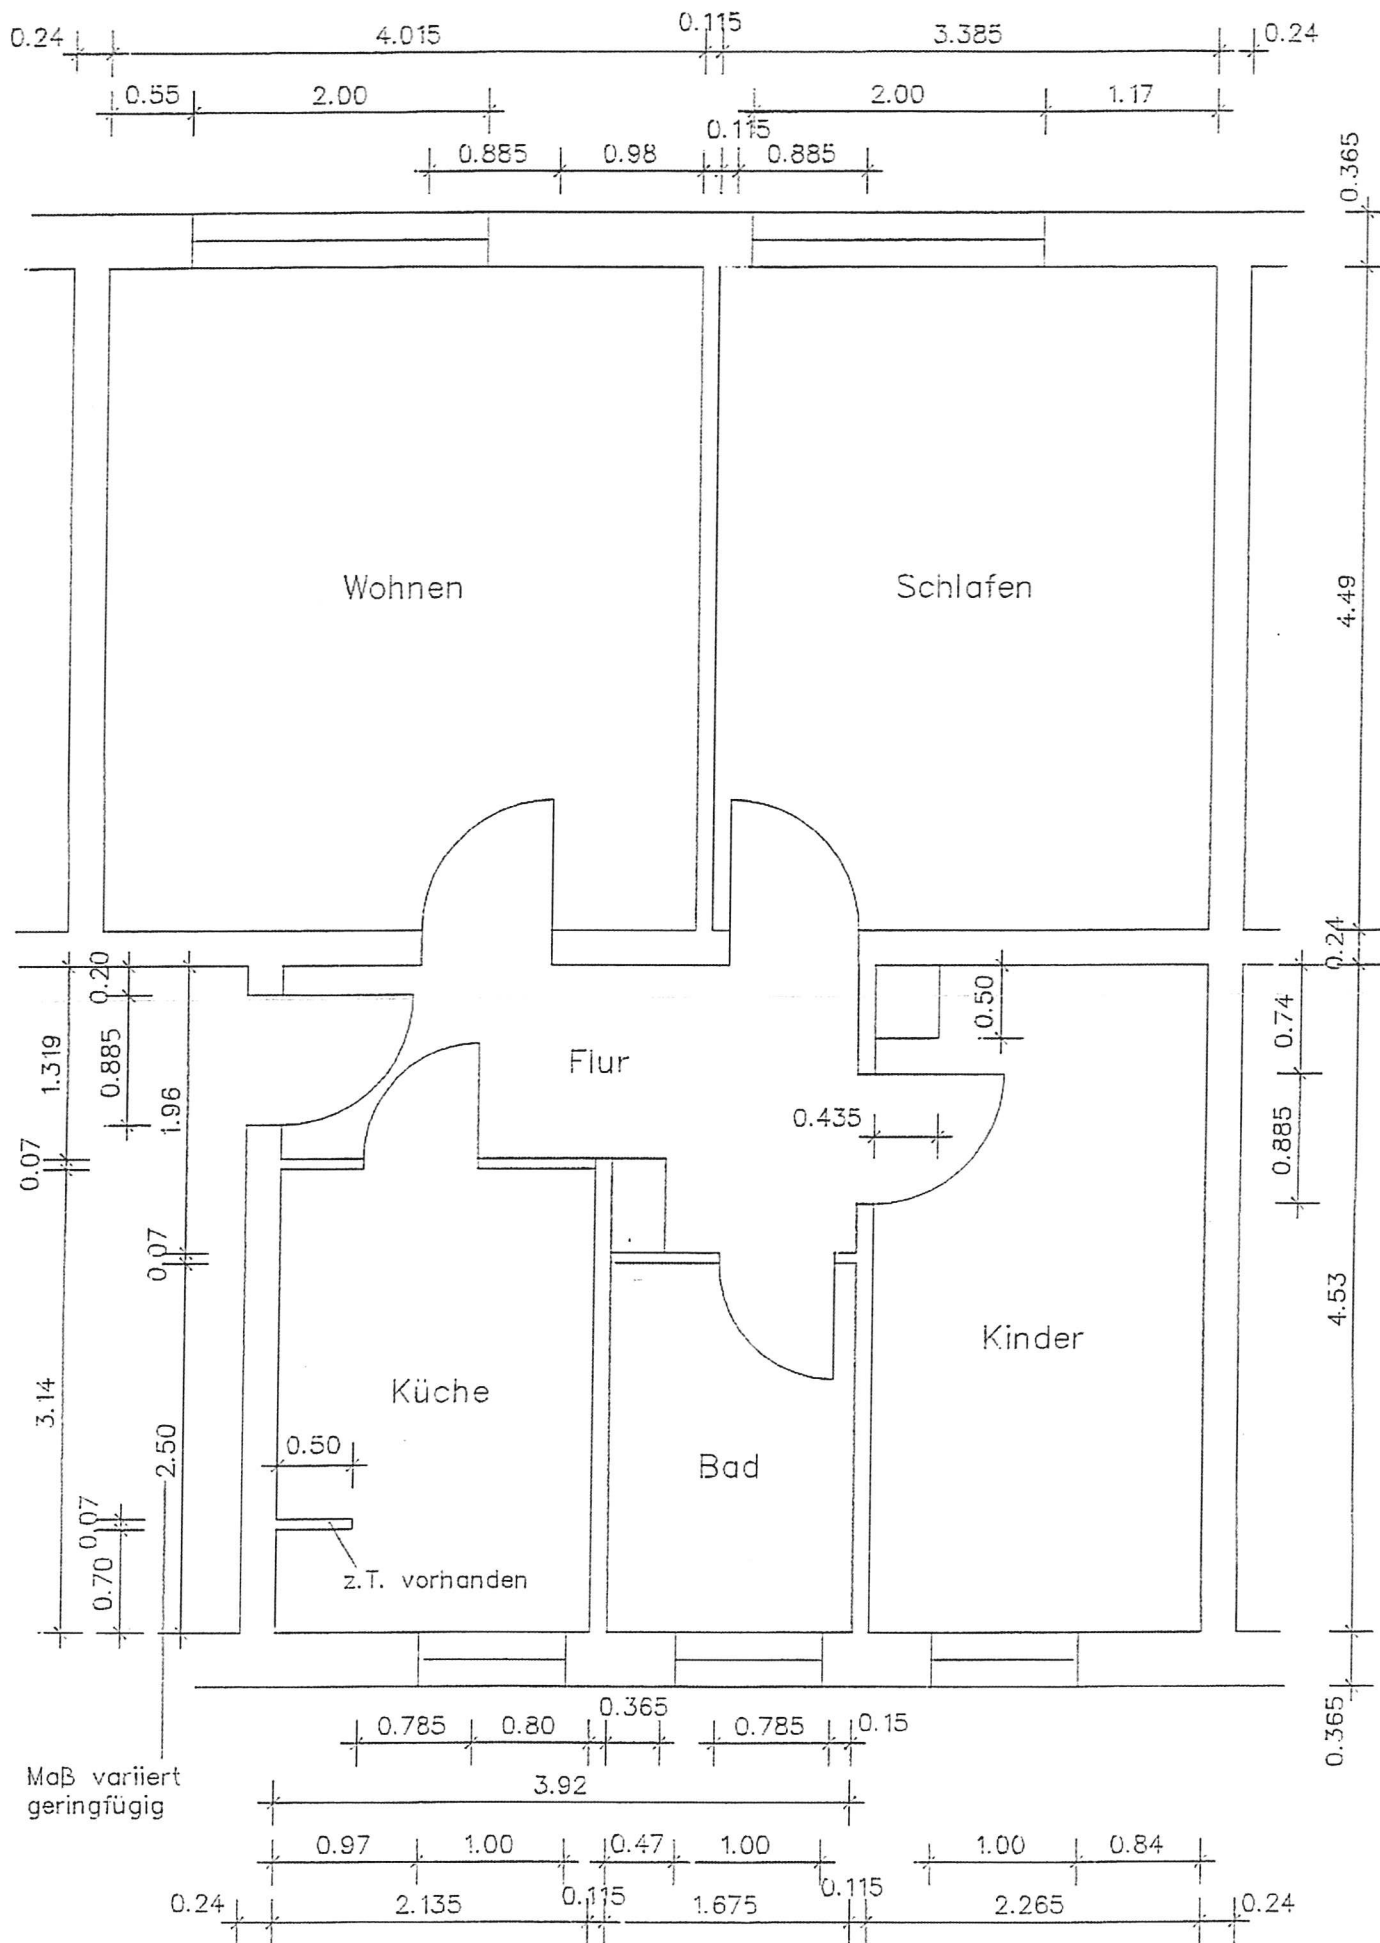 0.24 4.015 0.115 3.385 0.24
0.55 2.00 2.00 1.17
0.115
0.885 0.98 0.885
0.365
Wohnen
Schlafen
4.49
0.24
0.20
0.885
1.319
1.96
0.07
0.07
3.14
2.50
0.07
0.70
Flur
0.50
0.74
0.435
0.885
4.53
Kinder
Küche
0.50
Bad
z.T. vorhanden
0.365
0.785 0.80 0.785 0.15
0.365
Maß variiert
geringfügig
3.92
0.97 1.00 0.47 1.00 1.00 0.84
0.24 2.135 0.115 1.675 0.115 2.265 0.24